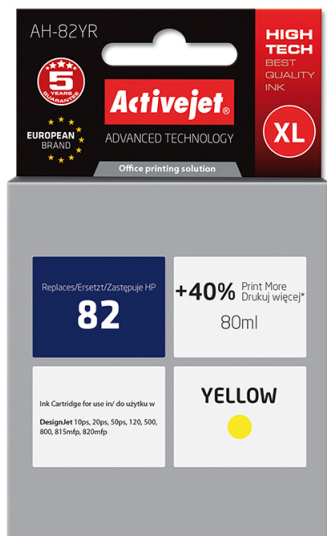 AH-82YR
HIGH
TECH
BEST
QUALITY
INK
5
YEARS
GUARANTEE
Activejet®
EUROPEAN
BRAND
ADVANCED TECHNOLOGY
XL
Office printing solution
Replaces/Ersetzt/Zastępuje HP
82
+40% Print More
Drukuj więcej*
80ml
Ink Cartridge for use in/ do użytku w
DesignJet 10ps, 20ps, 50ps, 120, 500,
800, 815mfp, 820mfp
YELLOW